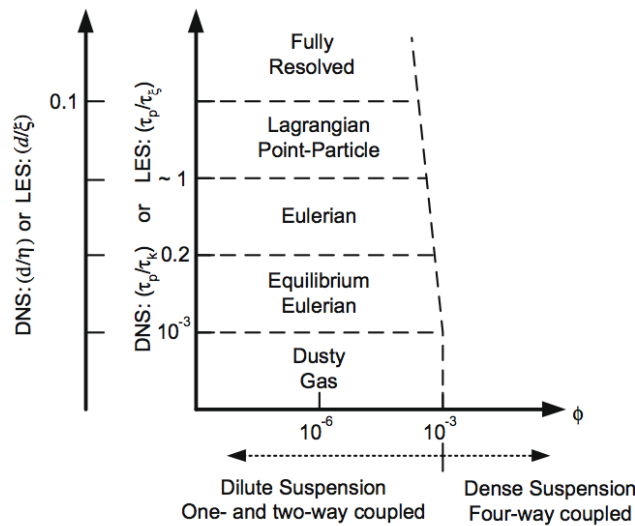 DNS: (d/η) or LES: (d/ξ)
0.1
DNS: (τp/τk) or LES: (τp/τξ)
~ 1
0.2
10-3
Fully
Resolved
Lagrangian
Point-Particle
Eulerian
Equilibrium
Eulerian
Dusty
Gas
10-6
10-3
ϕ
Dilute Suspension
One- and two-way coupled
Dense Suspension
Four-way coupled